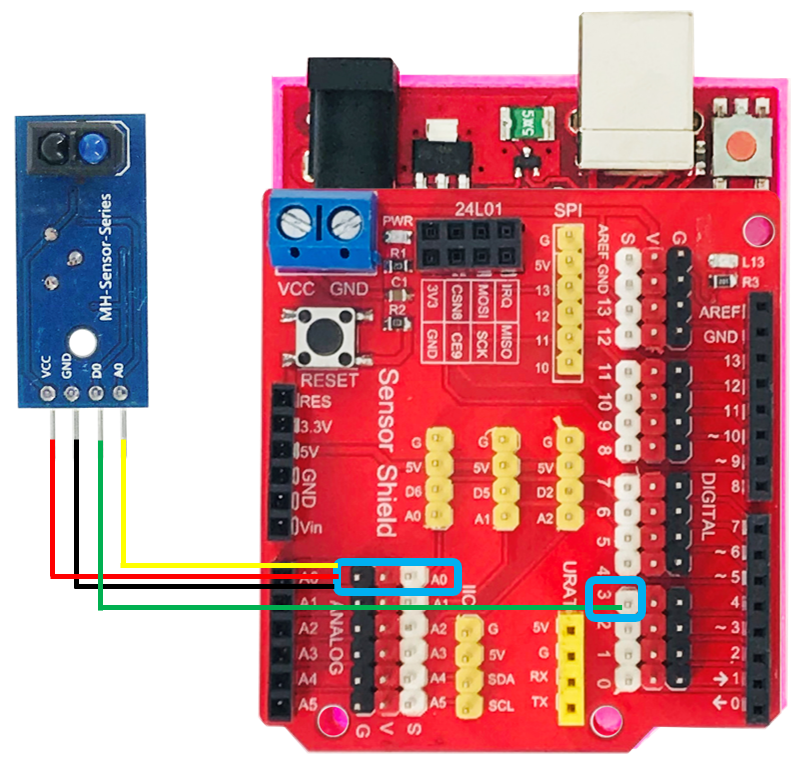 MH-Sensor-Series
VCC
GND
D0
A0
VCC
GND
RESET
PWR
R1
C1
R2
24L01
3V3
CSN8
MOSI
IRQ
GND
CE9
SCK
MISO
SPI
G
5V
13
12
11
10
AREF
GND
13
12
11
10
9
8
7
6
5
4
3
2
1
0
S
V
G
L13
R3
AREF
GND
13
12
11
~10
~9
8
7
~6
~5
4
~3
2
→1
←0
DIGITAL
Sensor Shield
RES
3.3V
5V
GND
GND
Vin
G
5V
D6
A0
G
5V
D5
A1
G
5V
D2
A2
A0
A1
A2
A3
A4
A5
ANALOG
G
V
S
A0
A1
A2
A3
A4
A5
IIC
G
5V
SDA
SCL
URAT
5V
G
RX
TX